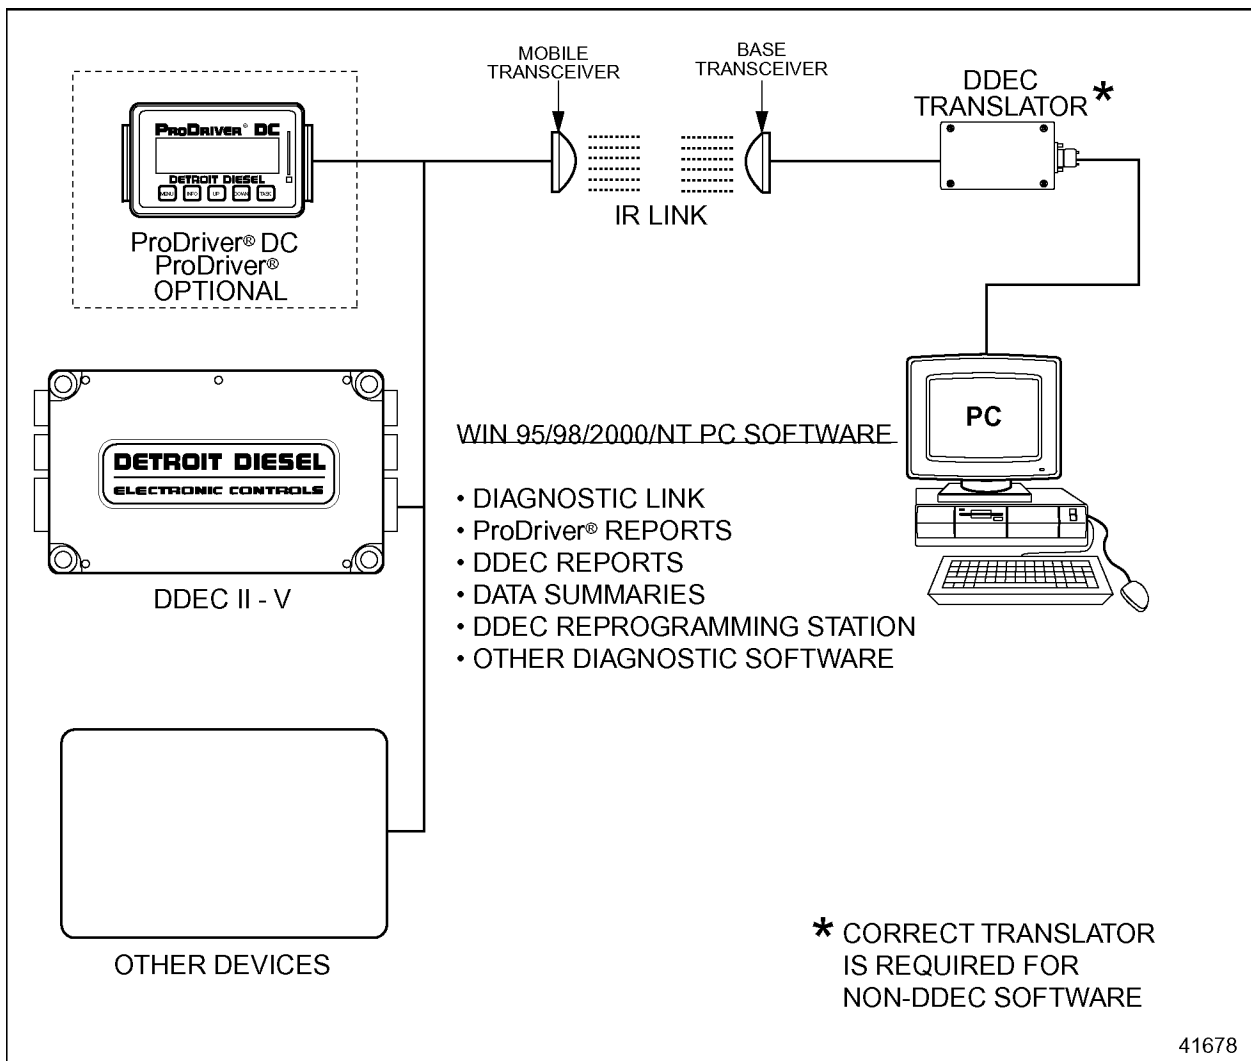 MOBILE
TRANSCEIVER
BASE
TRANSCEIVER
DDEC
TRANSLATOR*
PRODRIVER® DC
DETROIT DIESEL
MENU INFO UP DOWN TASK
ProDriver® DC
ProDriver®
OPTIONAL
IR LINK
DETROIT DIESEL
ELECTRONIC CONTROLS
DDEC II - V
PC
WIN 95/98/2000/NT PC SOFTWARE
• DIAGNOSTIC LINK
• ProDriver® REPORTS
• DDEC REPORTS
• DATA SUMMARIES
• DDEC REPROGRAMMING STATION
• OTHER DIAGNOSTIC SOFTWARE
OTHER DEVICES
* CORRECT TRANSLATOR
IS REQUIRED FOR
NON-DDEC SOFTWARE
41678